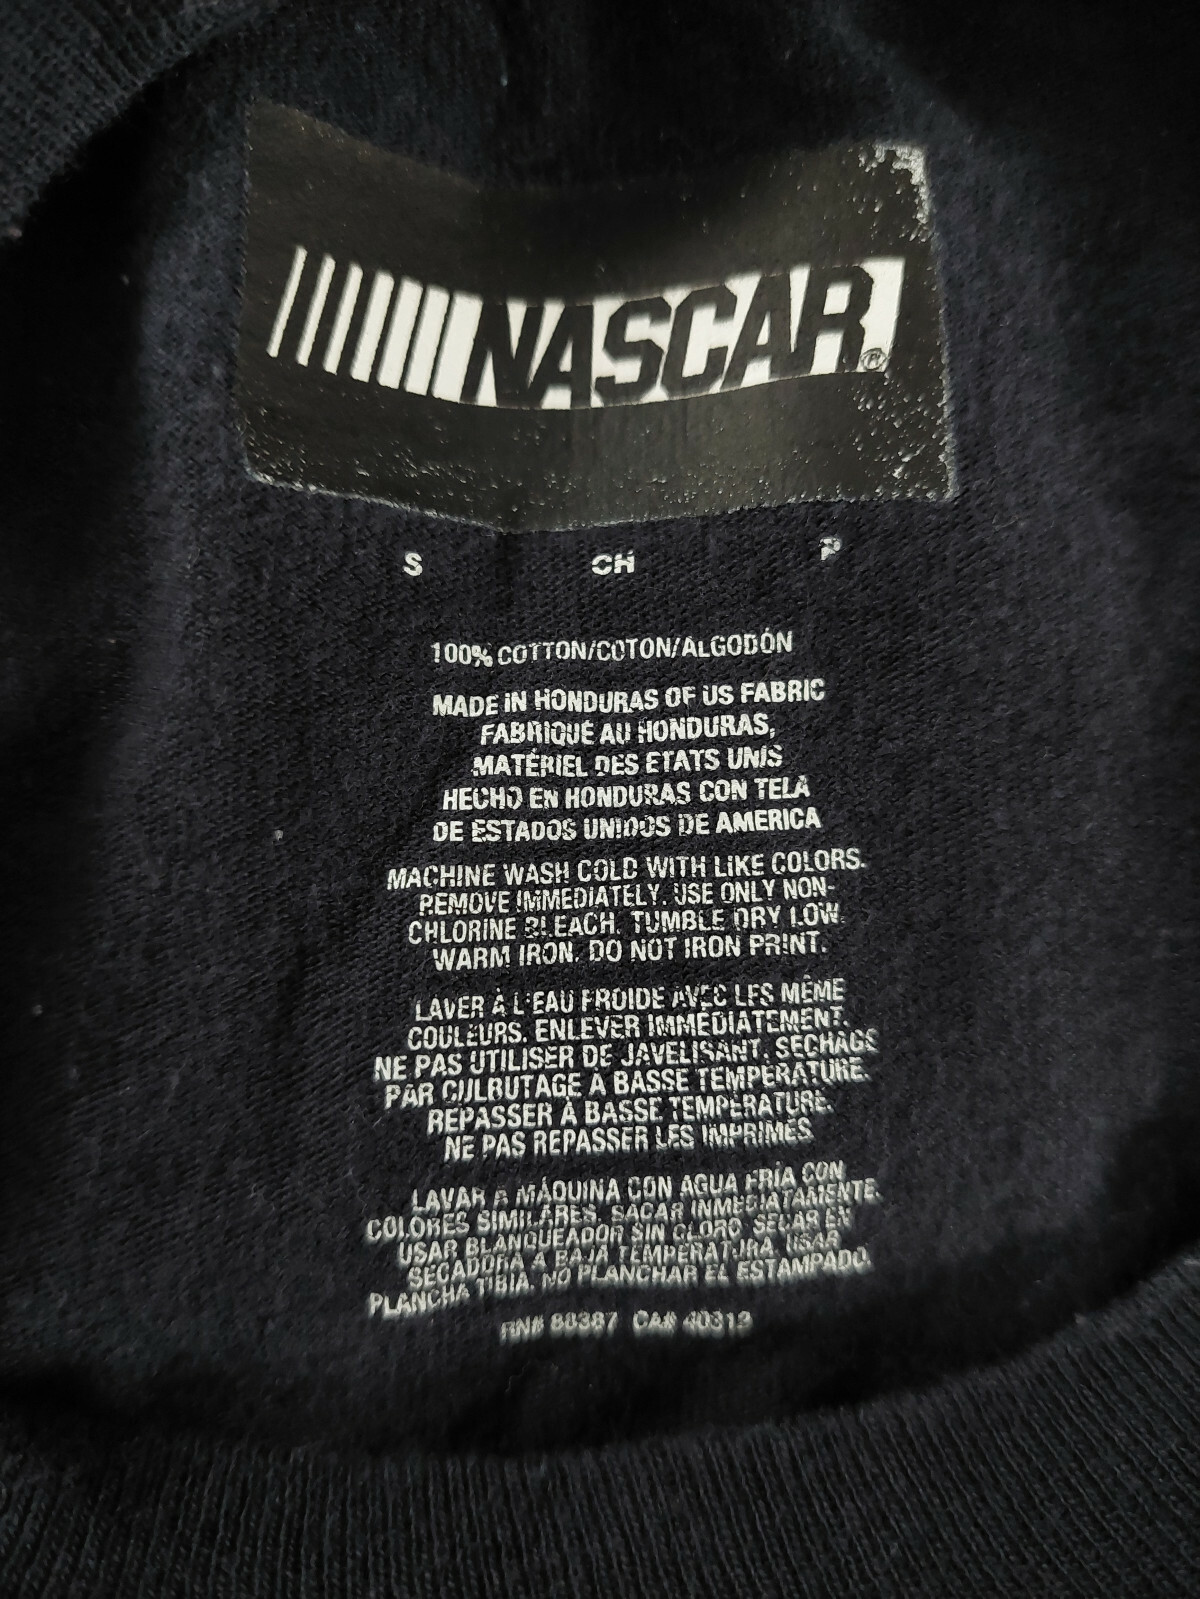 NASCAR®
S CH P
100% COTTON/COTON/ALGODÓN
MADE IN HONDURAS OF US FABRIC
FABRIQUÉ AU HONDURAS,
MATÉRIEL DES ETATS UNIS
HECHO EN HONDURAS CON TELA
DE ESTADOS UNIDOS DE AMERICA
MACHINE WASH COLD WITH LIKE COLORS.
REMOVE IMMEDIATELY. USE ONLY NON-
CHLORINE BLEACH. TUMBLE DRY LOW.
WARM IRON. DO NOT IRON PRINT.
LAVER À L'EAU FROIDE AVEC LES MÊME
COULEURS. ENLEVER IMMÉDIATEMENT.
NE PAS UTILISER DE JAVELISANT. SECHAGE
PAR CULBUTAGE A BASSE TEMPÉRATURE.
REPASSER À BASSE TEMPÉRATURE.
NE PAS REPASSER LES IMPRIMÉS
LAVAR A MÁQUINA CON AGUA FRÍA CON
COLORES SIMILARES. SACAR INMEDIATAMENTE.
USAR BLANQUEADOR SIN CLORO. SECAR EN
SECADORA A BAJA TEMPERATURA. USAR
PLANCHA TIBIA. NO PLANCHAR EL ESTAMPADO.
RN# 88387 CA# 40312